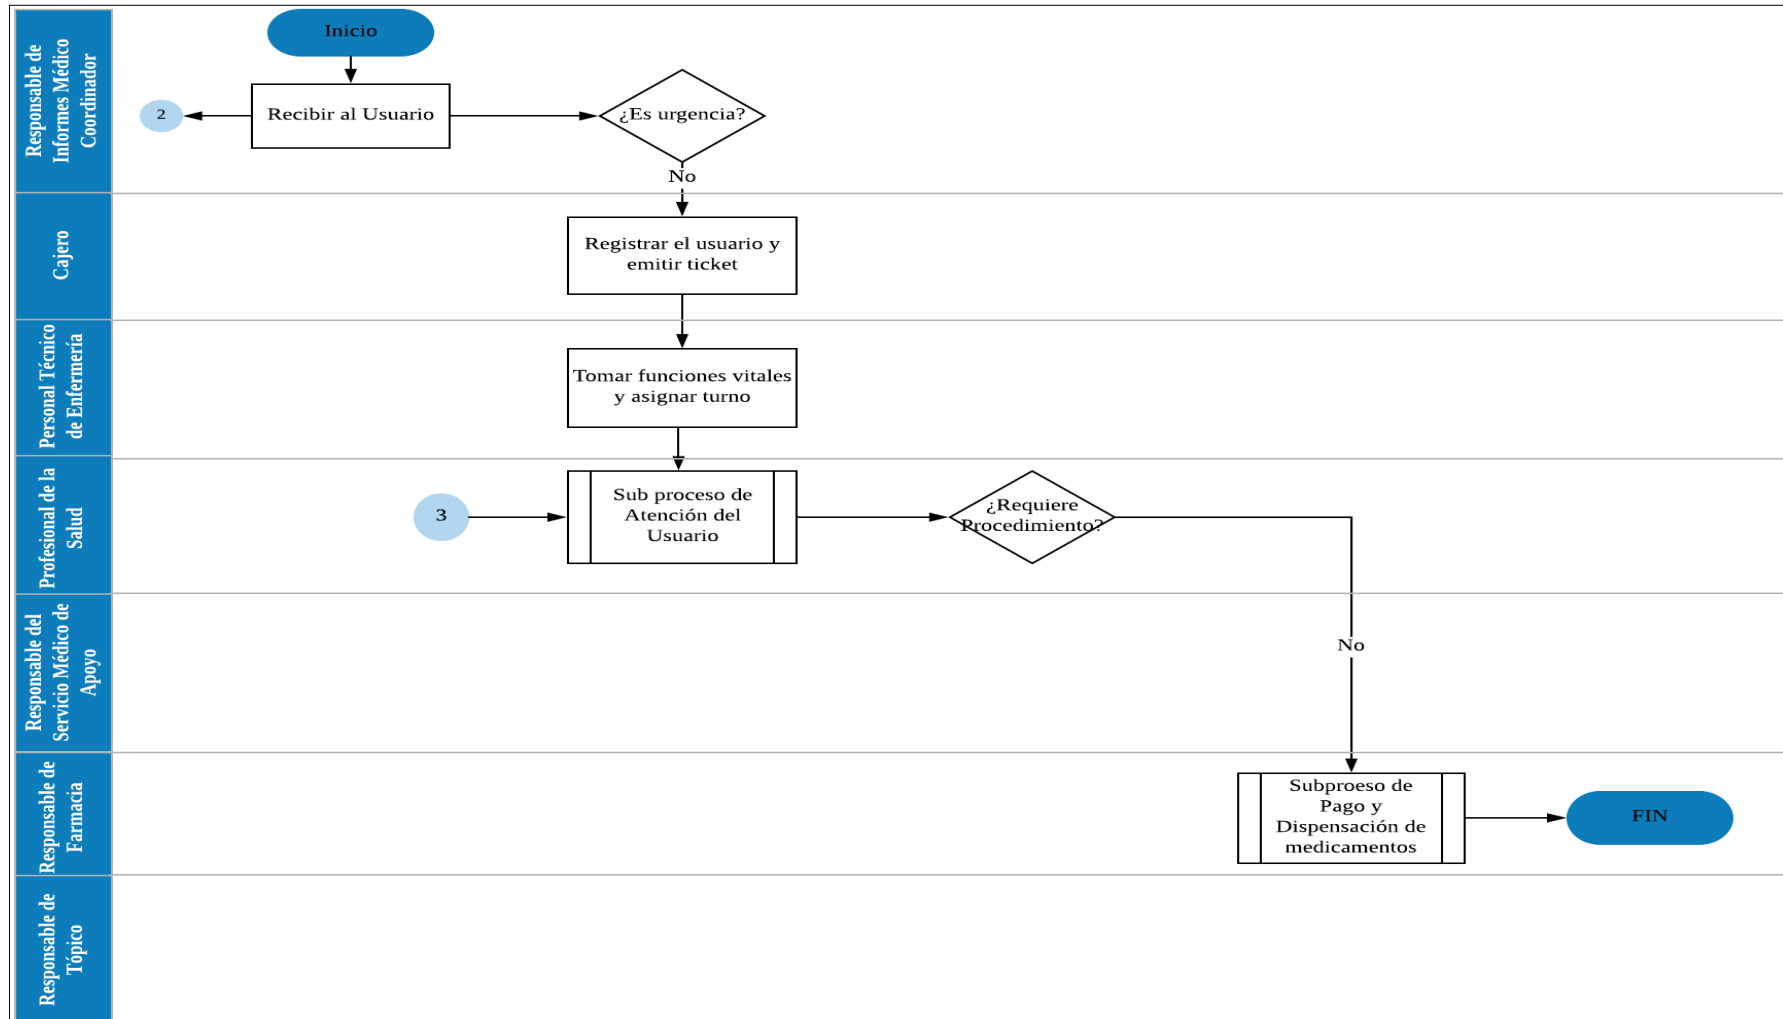 Responsable de
Informes Médico
Coordinador
Inicio
2
Recibir al Usuario
¿Es urgencia?
No
Cajero
Registrar el usuario y
emitir ticket
Personal Técnico
de Enfermería
Tomar funciones vitales
y asignar turno
Profesional de la
Salud
3
Sub proceso de
Atención del
Usuario
¿Requiere
Procedimiento?
Responsable del
Servicio Médico de
Apoyo
No
Responsable de
Farmacia
Subproeso de
Pago y
Dispensación de
medicamentos
FIN
Responsable de
Tópico